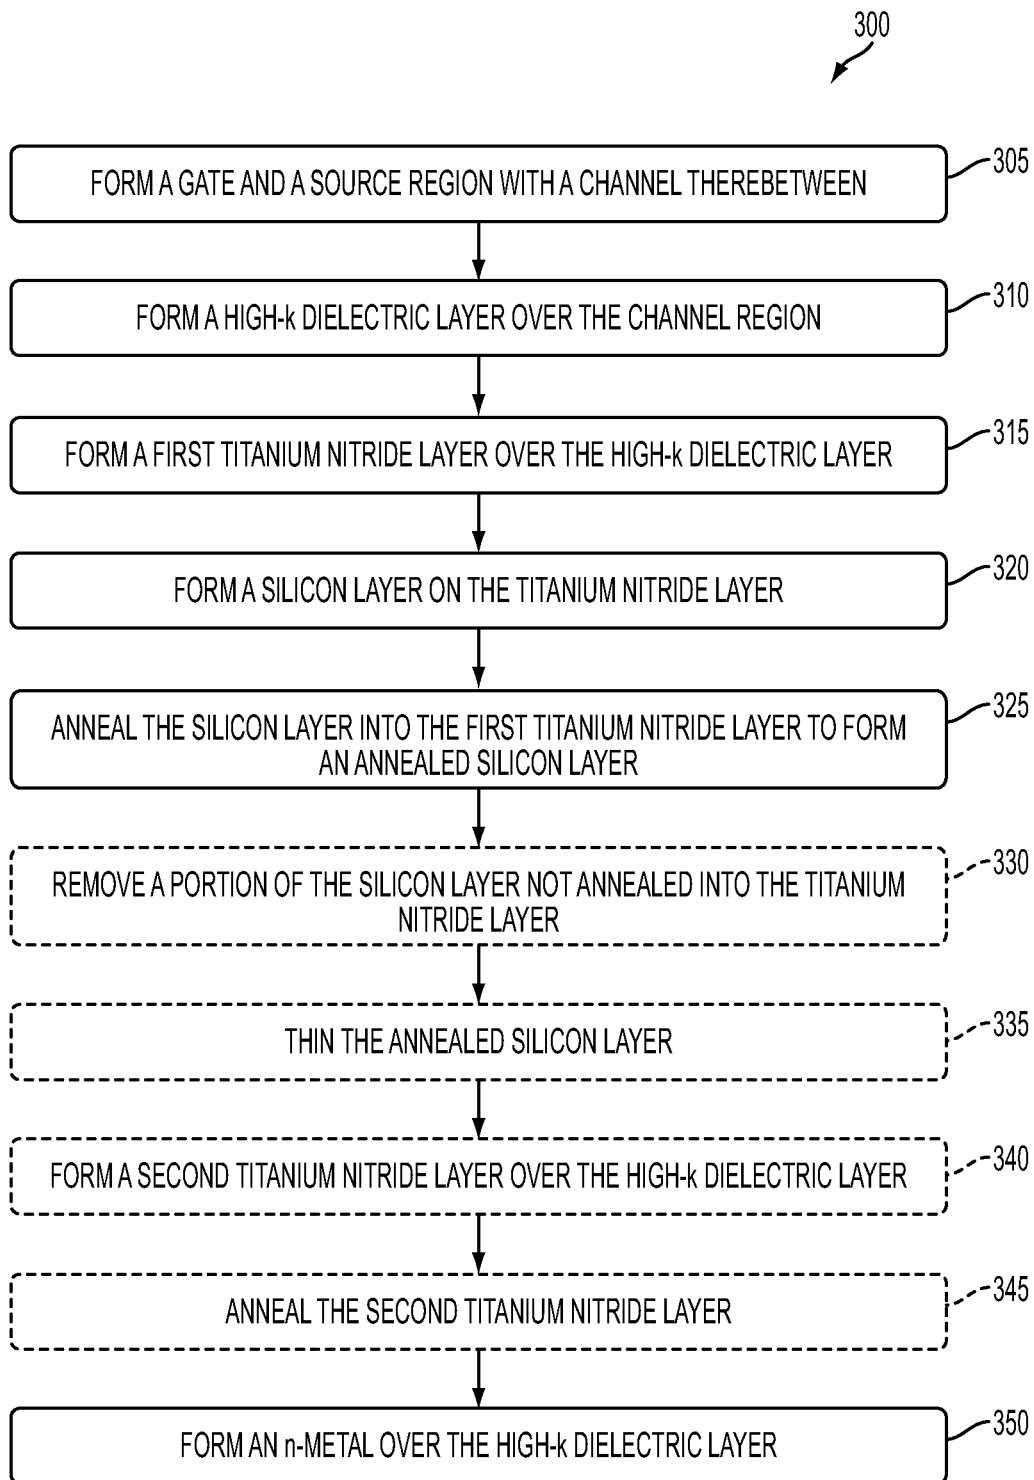 300
FORM A GATE AND A SOURCE REGION WITH A CHANNEL THEREBETWEEN
305
FORM A HIGH-k DIELECTRIC LAYER OVER THE CHANNEL REGION
310
FORM A FIRST TITANIUM NITRIDE LAYER OVER THE HIGH-k DIELECTRIC LAYER
315
FORM A SILICON LAYER ON THE TITANIUM NITRIDE LAYER
320
ANNEAL THE SILICON LAYER INTO THE FIRST TITANIUM NITRIDE LAYER TO FORM
AN ANNEALED SILICON LAYER
325
REMOVE A PORTION OF THE SILICON LAYER NOT ANNEALED INTO THE TITANIUM
NITRIDE LAYER
330
THIN THE ANNEALED SILICON LAYER
335
FORM A SECOND TITANIUM NITRIDE LAYER OVER THE HIGH-k DIELECTRIC LAYER
340
ANNEAL THE SECOND TITANIUM NITRIDE LAYER
345
FORM AN n-METAL OVER THE HIGH-k DIELECTRIC LAYER
350